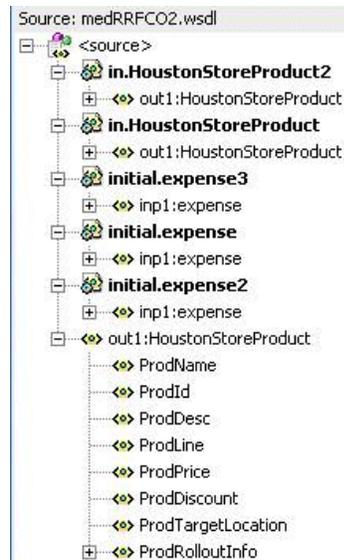 Source: medRRFCO2.wsdl
<source>
in.HoustonStoreProduct2
out1:HoustonStoreProduct
in.HoustonStoreProduct
out1:HoustonStoreProduct
initial.expense3
inp1:expense
initial.expense
inp1:expense
initial.expense2
inp1:expense
out1:HoustonStoreProduct
ProdName
ProdId
ProdDesc
ProdLine
ProdPrice
ProdDiscount
ProdTargetLocation
ProdRolloutInfo